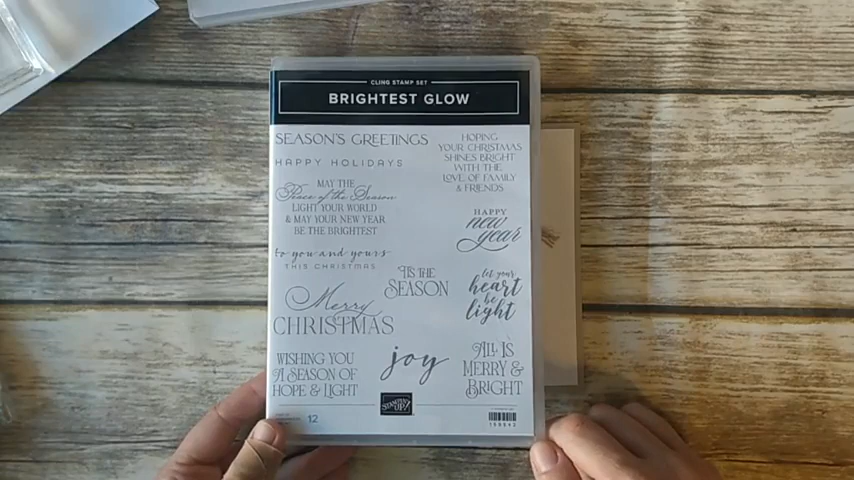 CLING STAMP SET
BRIGHTEST GLOW
SEASON'S GREETINGS
HAPPY HOLIDAYS
MAY THE
Peace of the Season
LIGHT YOUR WORLD
& MAY YOUR NEW YEAR
BE THE BRIGHTEST
to you and yours
THIS CHRISTMAS
Merry
CHRISTMAS
WISHING YOU
A SEASON OF
HOPE & LIGHT
HOPING
YOUR CHRISTMAS
SHINES BRIGHT
WITH THE
LOVE OF FAMILY
& FRIENDS
HAPPY
new
year
'TIS THE
SEASON
let your
heart
be
light
joy
ALL IS
MERRY &
BRIGHT
STAMPIN' UP!
12